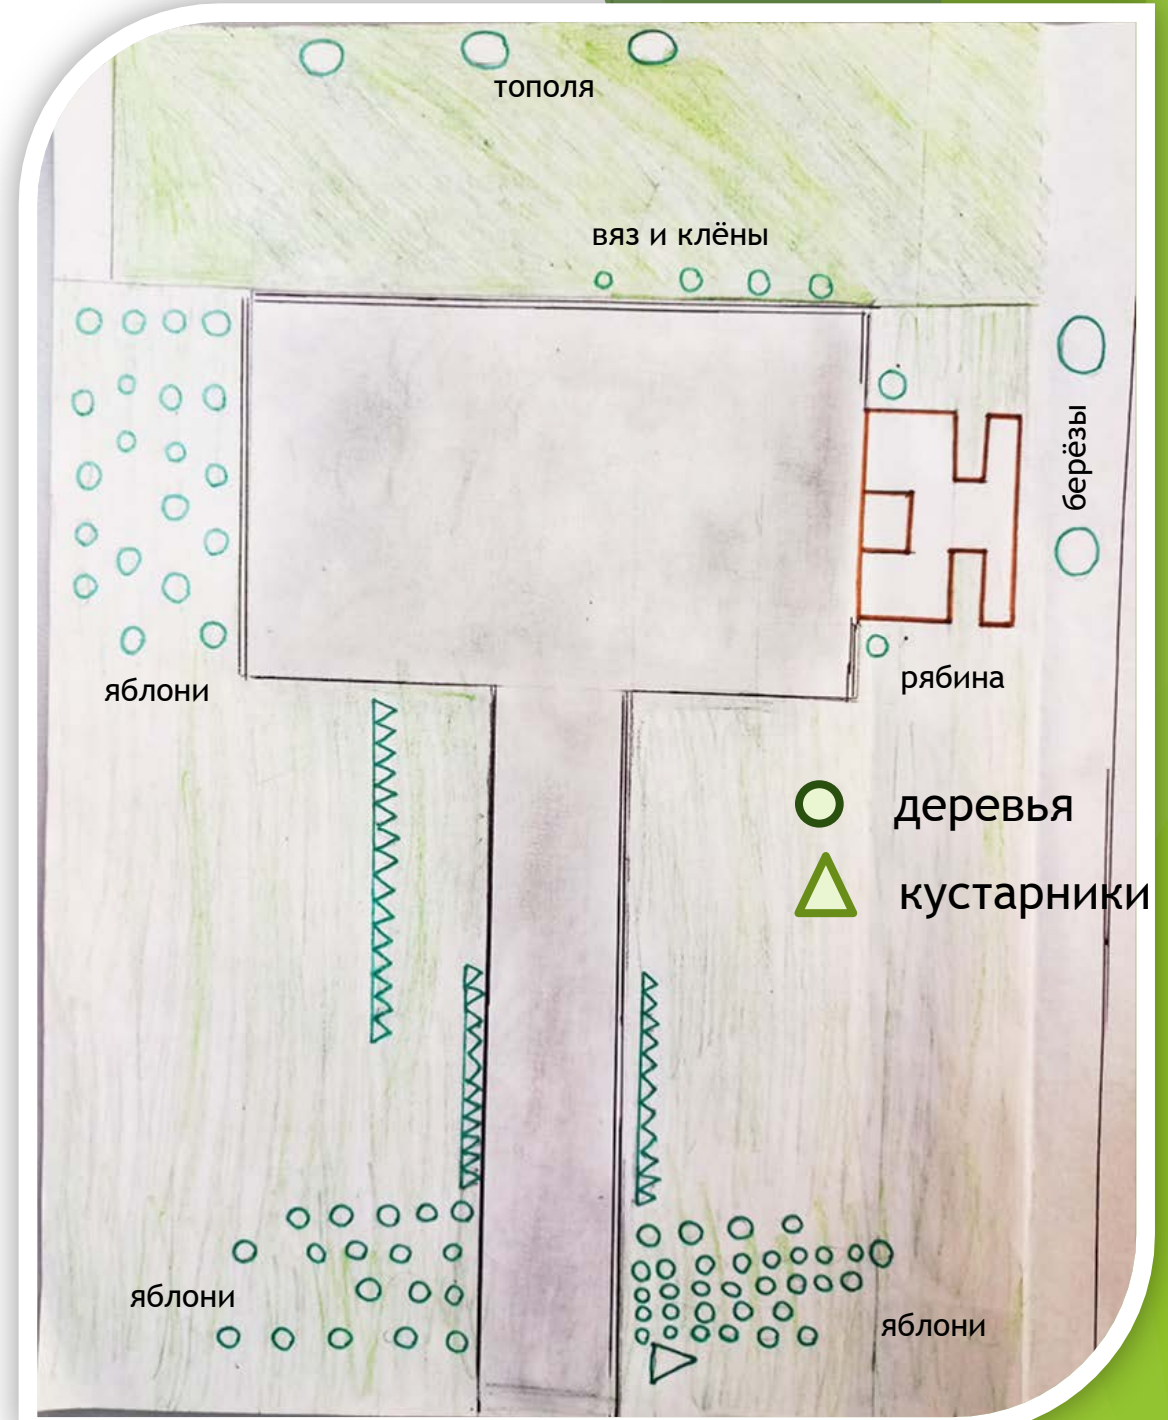 тополя
вяз и клёны
берёзы
яблони
рябина
деревья
кустарники
яблони
яблони